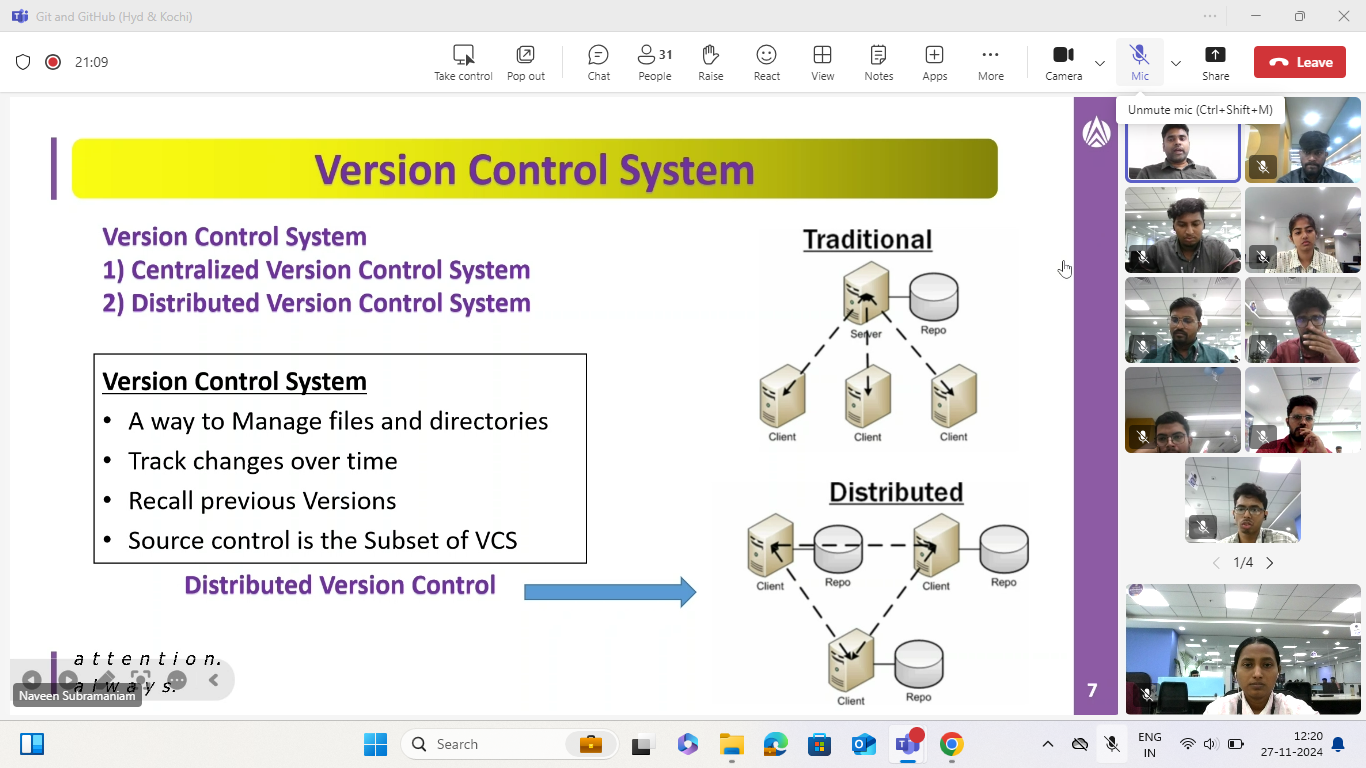 Git and GitHub (Hyd & Kochi)
21:09
Take control
Pop out
Chat
31
People
Raise
React
View
Notes
Apps
More
Camera
Mic
Share
Leave
Unmute mic (Ctrl+Shift+M)
Version Control System
Version Control System
1) Centralized Version Control System
2) Distributed Version Control System
Version Control System
• A way to Manage files and directories
• Track changes over time
• Recall previous Versions
• Source control is the Subset of VCS
Distributed Version Control
Traditional
Server
Repo
Client
Client
Client
Distributed
Client
Repo
Client
Repo
Client
Repo
attention.
always.
Naveen Subramaniam
7
1/4
Search
ENG
IN
12:20
27-11-2024